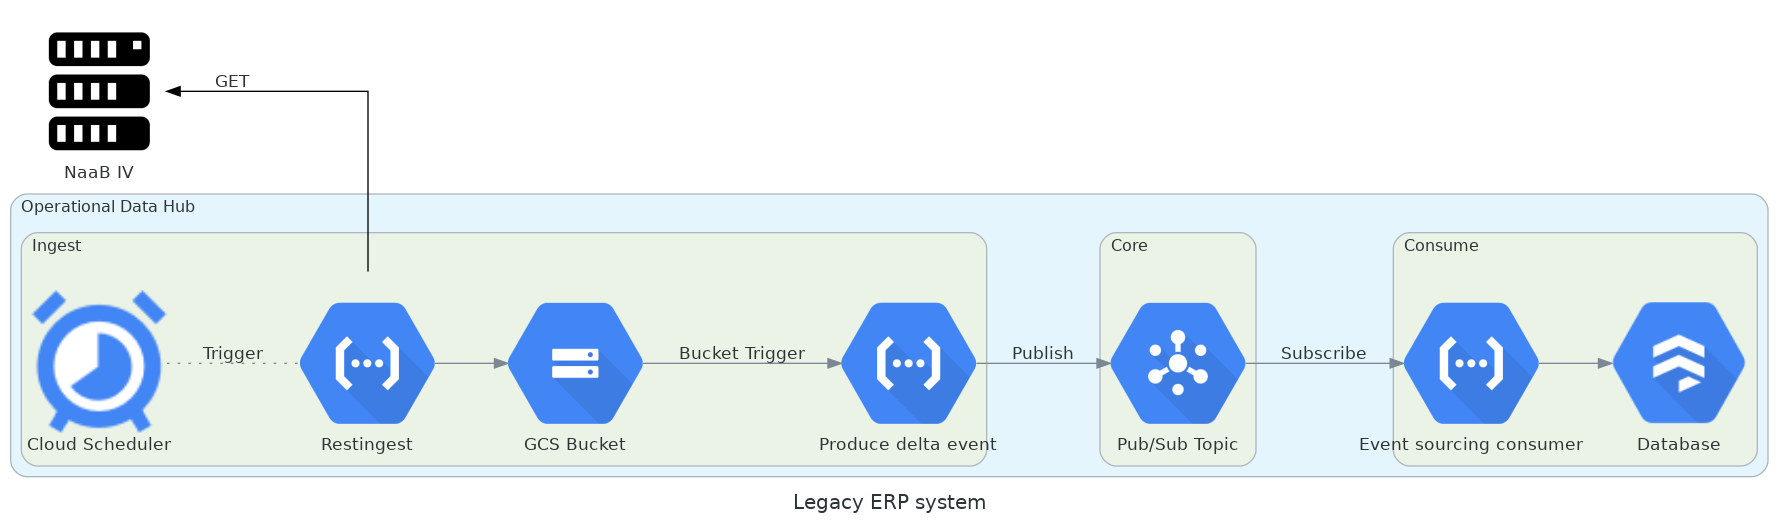 GET
NaaB IV
Operational Data Hub
Ingest
Core
Consume
Trigger
Bucket Trigger
Publish
Subscribe
Cloud Scheduler
Restingest
GCS Bucket
Produce delta event
Pub/Sub Topic
Event sourcing consumer
Database
Legacy ERP system